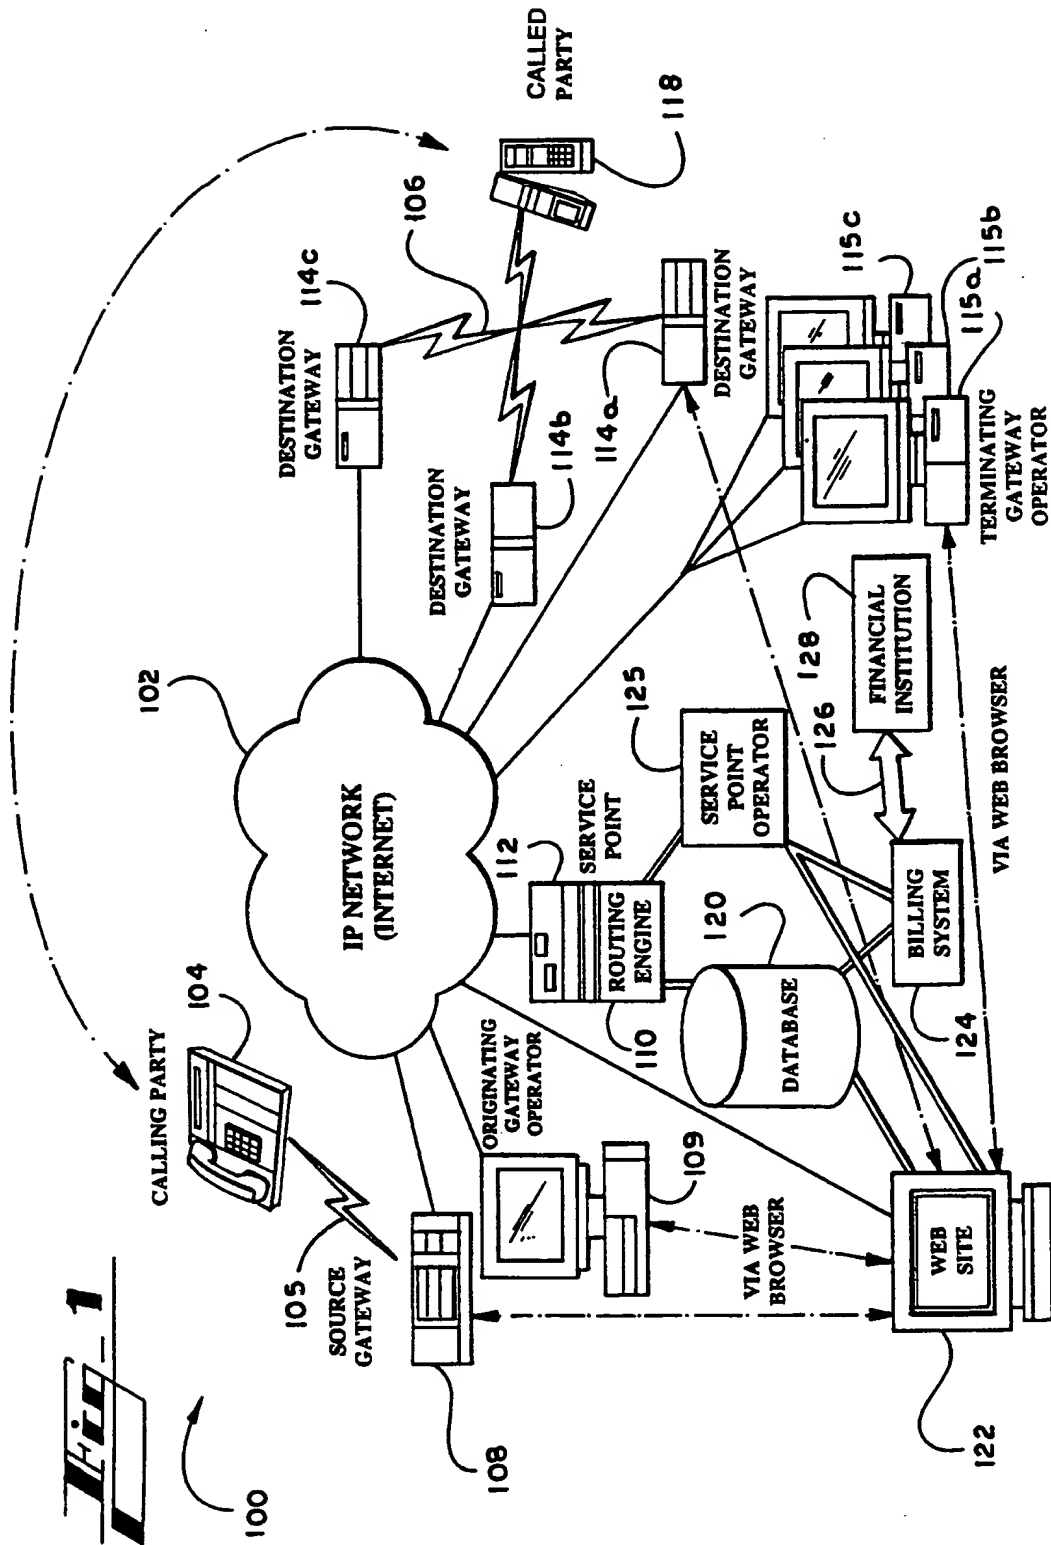 Fig_1
100
CALLING PARTY
104
105
SOURCE
GATEWAY
108
ORIGINATING
GATEWAY
OPERATOR
109
VIA WEB
BROWSER
WEB
SITE
122
102
IP NETWORK
(INTERNET)
112
SERVICE
POINT
ROUTING
ENGINE
110
120
DATABASE
125
SERVICE
POINT
OPERATOR
BILLING
SYSTEM
124
126
128
FINANCIAL
INSTITUTION
VIA WEB BROWSER
DESTINATION
GATEWAY
114c
106
DESTINATION
GATEWAY
114b
114a
DESTINATION
GATEWAY
CALLED
PARTY
118
115c
115b
115a
TERMINATING
GATEWAY
OPERATOR